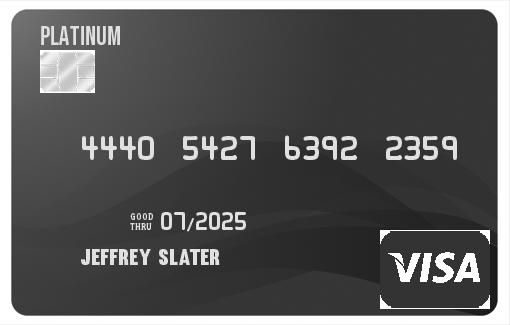 PLATINUM
4440 5427 6392 2359
GOOD THRU 07/2025
JEFFREY SLATER
VISA